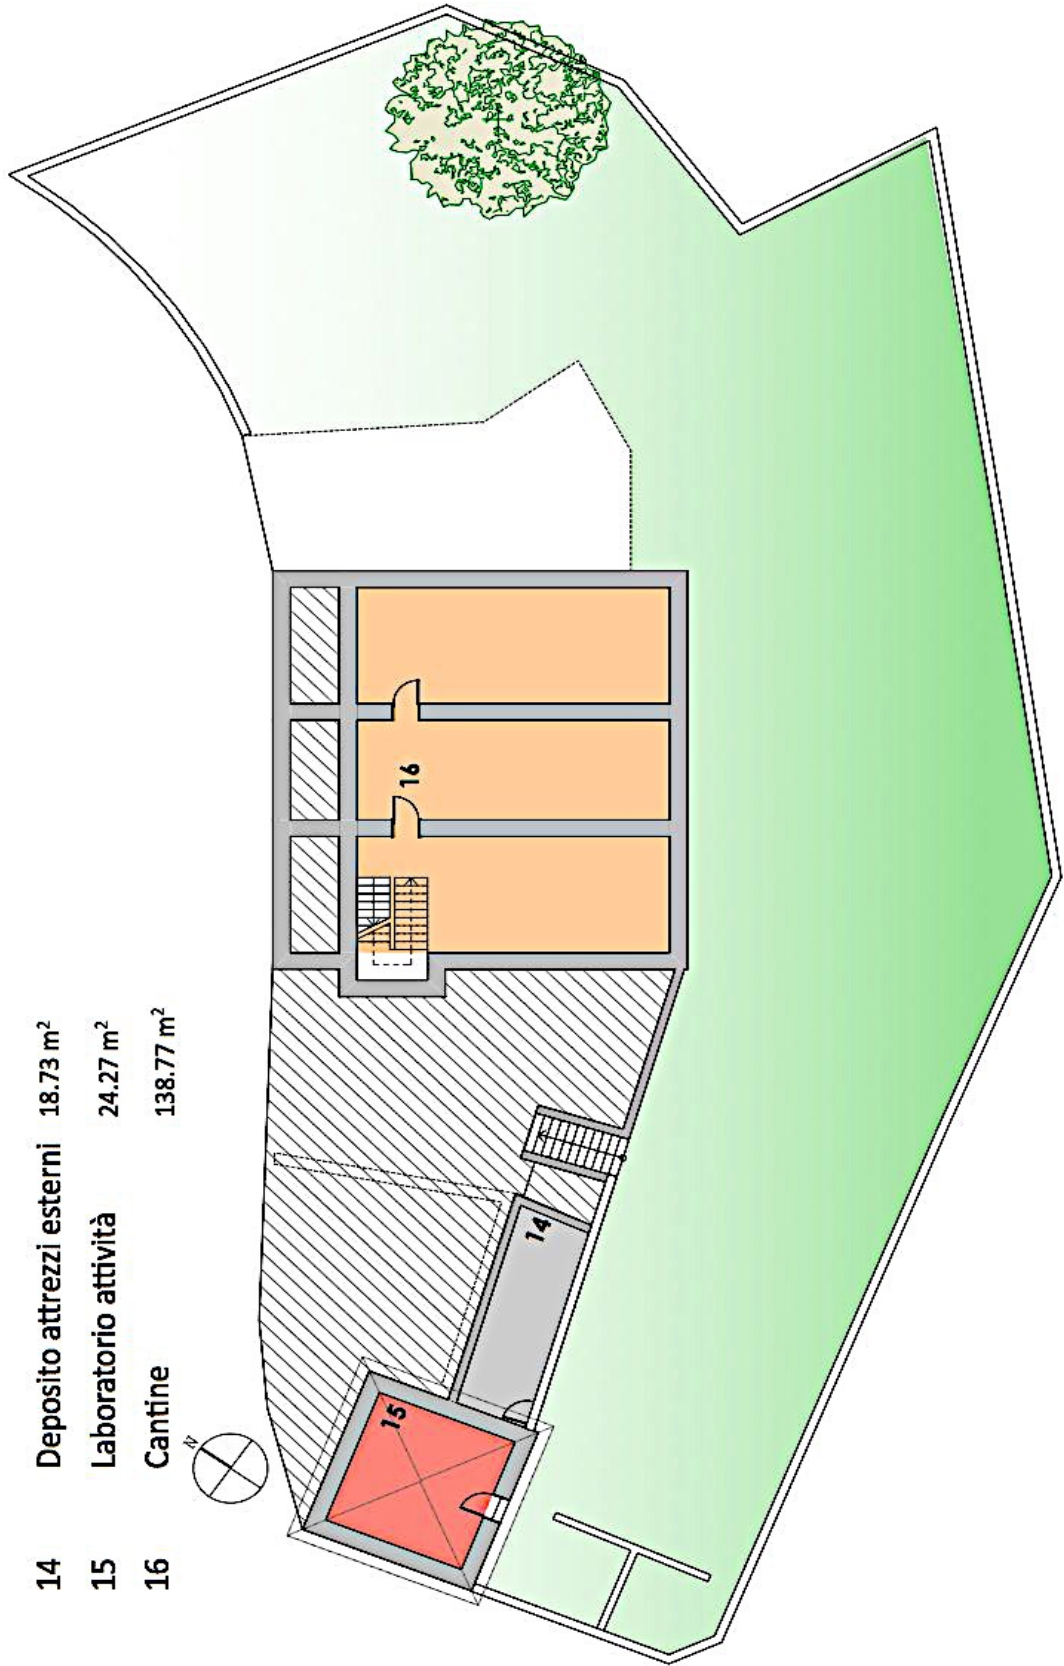 14 Deposito attrezzi esterni 18.73 m²
15 Laboratorio attività 24.27 m²
16 Cantine 138.77 m²
N
15
14
16